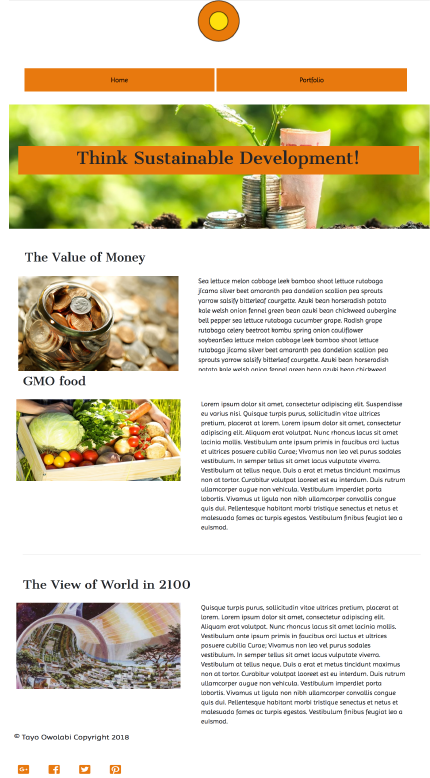 Home
Portfolio
Think Sustainable Development!
The Value of Money
Sea lettuce melon cabbage leek bamboo shoot lettuce rutabaga
jicama silver beet amaranth pea dandelion scallion pea sprouts
yarrow salsify bitterleaf courgette. Azuki bean horseradish potato
kale welsh onion fennel green bean azuki bean chickweed aubergine
bell pepper sea lettuce rutabaga cucumber grape. Radish grape
rutabaga celery beetroot kombu spring onion cauliflower
soybeanSea lettuce melon cabbage leek bamboo shoot lettuce
rutabaga jicama silver beet amaranth pea dandelion scallion pea
sprouts yarrow salsify bitterleaf courgette. Azuki bean horseradish
potato kale welsh onion fennel green bean azuki bean chickweed
GMO food
Lorem ipsum dolor sit amet, consectetur adipiscing elit. Suspendisse
eu varius nisi. Quisque turpis purus, sollicitudin vitae ultrices
pretium, placerat at lorem. Lorem ipsum dolor sit amet, consectetur
adipiscing elit. Aliquam erat volutpat. Nunc rhoncus lacus sit amet
lacinia mollis. Vestibulum ante ipsum primis in faucibus orci luctus
et ultrices posuere cubilia Curae; Vivamus non leo vel purus sodales
vestibulum. In semper tellus sit amet lacus vulputate viverra.
Vestibulum at tellus neque. Duis a erat et metus tincidunt maximus
non at tortor. Curabitur volutpat laoreet est eu interdum. Duis rutrum
ullamcorper augue non vehicula. Vestibulum imperdiet porta
lobortis. Vivamus ut ligula non nibh ullamcorper convallis congue
quis dui. Pellentesque habitant morbi tristique senectus et netus et
malesuada fames ac turpis egestas. Vestibulum finibus feugiat leo a
euismod.
The View of World in 2100
Quisque turpis purus, sollicitudin vitae ultrices pretium, placerat at
lorem. Lorem ipsum dolor sit amet, consectetur adipiscing elit.
Aliquam erat volutpat. Nunc rhoncus lacus sit amet lacinia mollis.
Vestibulum ante ipsum primis in faucibus orci luctus et ultrices
posuere cubilia Curae; Vivamus non leo vel purus sodales
vestibulum. In semper tellus sit amet lacus vulputate viverra.
Vestibulum at tellus neque. Duis a erat et metus tincidunt maximus
non at tortor. Curabitur volutpat laoreet est eu interdum. Duis rutrum
ullamcorper augue non vehicula. Vestibulum imperdiet porta
lobortis. Vivamus ut ligula non nibh ullamcorper convallis congue
quis dui. Pellentesque habitant morbi tristique senectus et netus et
malesuada fames ac turpis egestas. Vestibulum finibus feugiat leo a
euismod.
© Tayo Owolabi Copyright 2018